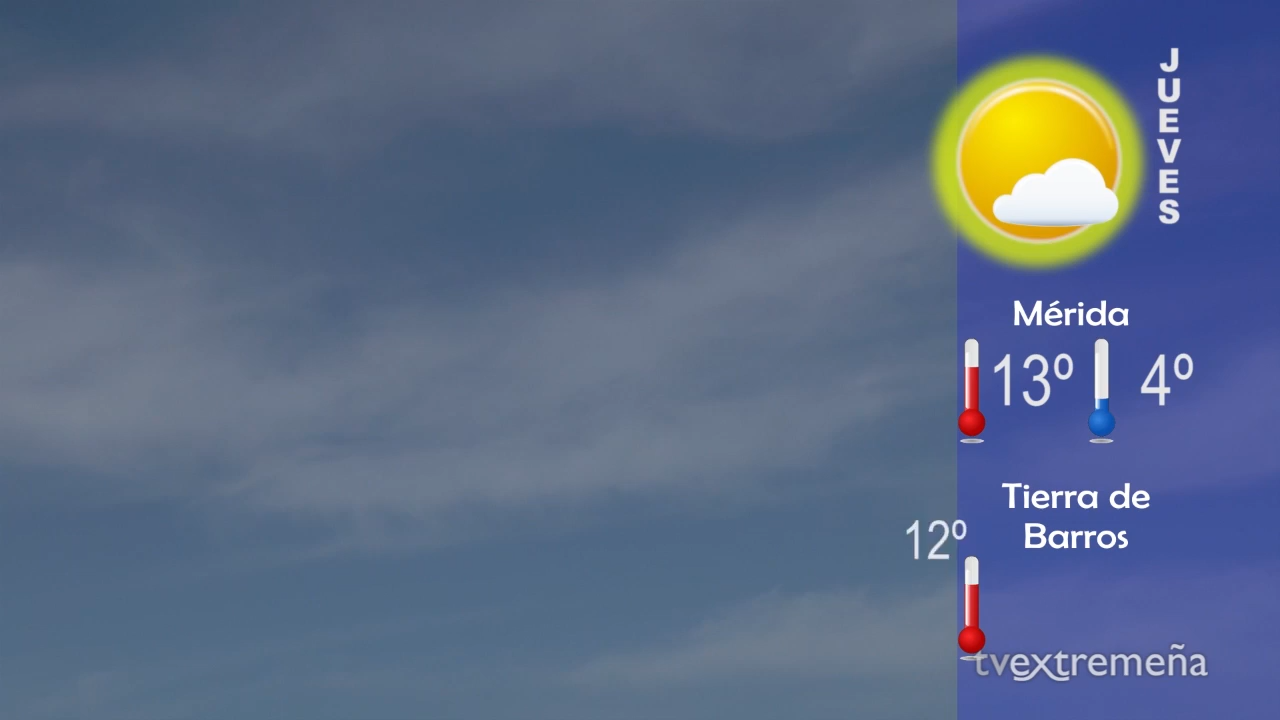 JUEVES
Mérida
13º 4º
Tierra de
Barros
12º
tvextremeña